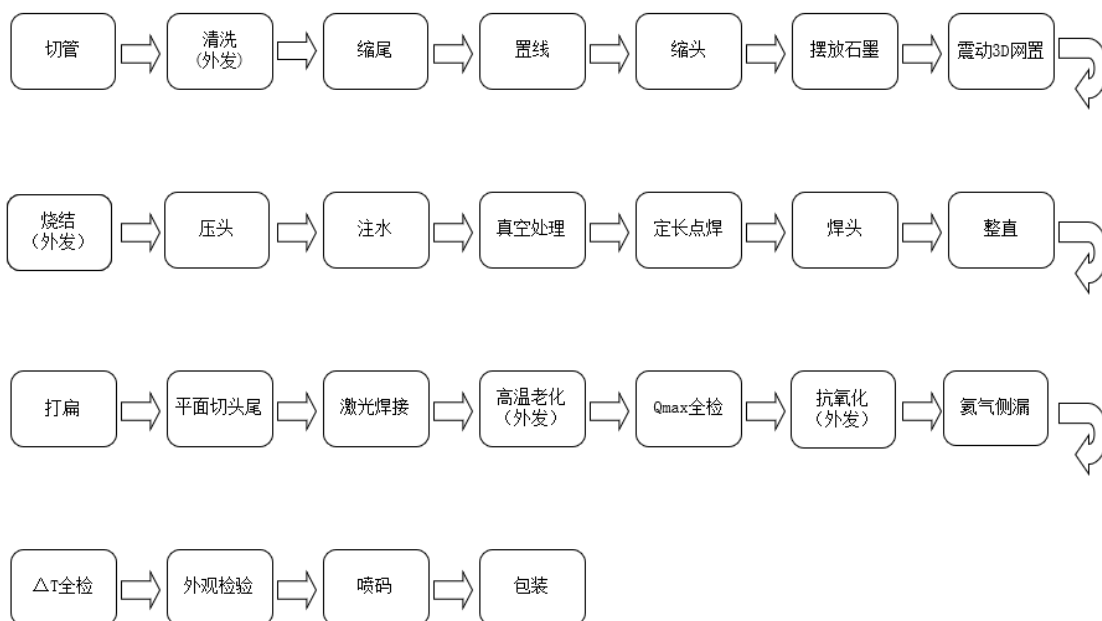 切管
清洗
(外发)
缩尾
置线
缩头
摆放石墨
震动3D网置
烧结
(外发)
压头
注水
真空处理
定长点焊
焊头
整直
打扁
平面切头尾
激光焊接
高温老化
(外发)
Qmax全检
抗氧化
(外发)
氦气侧漏
△T全检
外观检验
喷码
包装